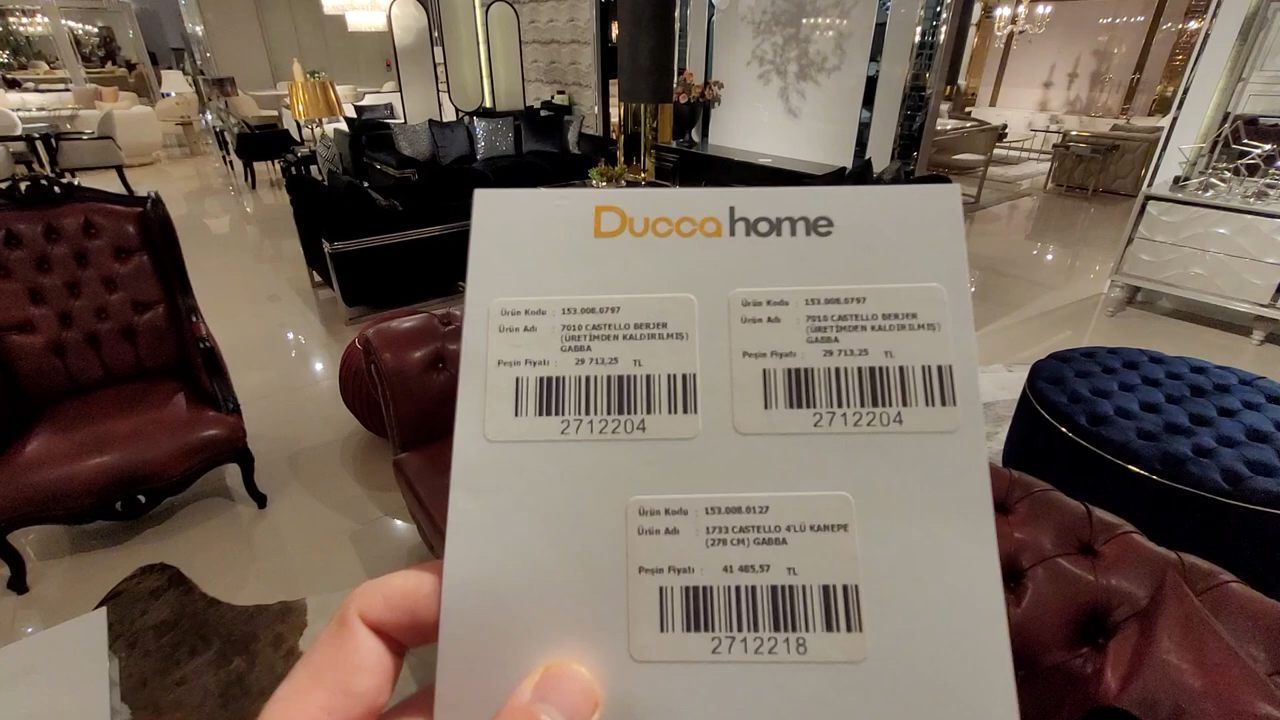 Ducca home
Ürün Kodu : 153.008.0797
Ürün Adı : 7010 CASTELLO BERJER
(ÜRETİMDEN KALDIRILMIŞ)
GABBA
Peşin Fiyatı : 29 713,25 TL
2712204
Ürün Kodu : 153.008.0797
Ürün Adı : 7010 CASTELLO BERJER
(ÜRETİMDEN KALDIRILMIŞ)
GABBA
Peşin Fiyatı : 29 713,25 TL
2712204
Ürün Kodu : 153.008.0127
Ürün Adı : 1733 CASTELLO 4'LÜ KANEPE
(278 CM) GABBA
Peşin Fiyatı : 41 485,57 TL
2712218